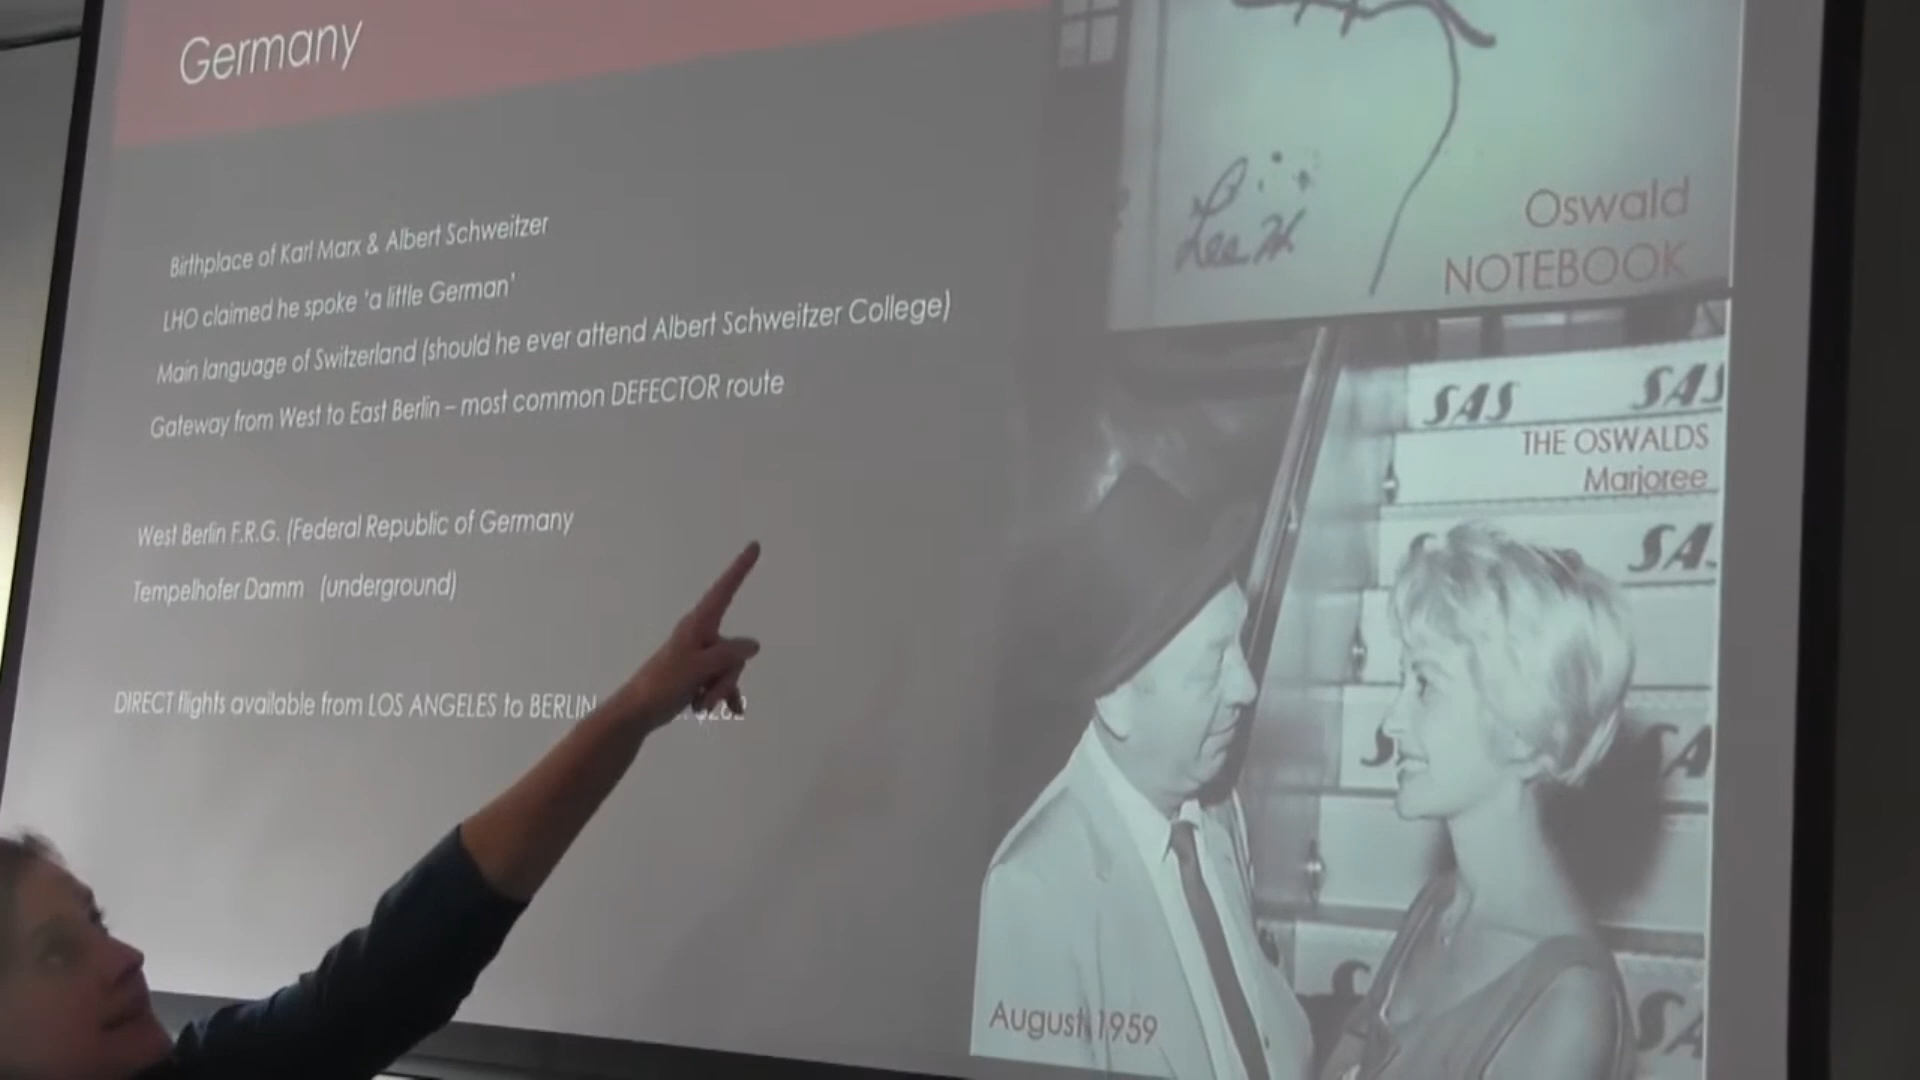 Germany
Birthplace of Karl Marx & Albert Schweitzer
LHO claimed he spoke 'a little German'
Main language of Switzerland (should he ever attend Albert Schweitzer College)
Gateway from West to East Berlin – most common DEFECTOR route
West Berlin F.R.G. (Federal Republic of Germany
Tempelhofer Damm (underground)
DIRECT flights available from LOS ANGELES to BERLIN
Lee H
Oswald
NOTEBOOK
SAS SAS
THE OSWALDS
Marjoree
SA
S
SA
SA
August 1959